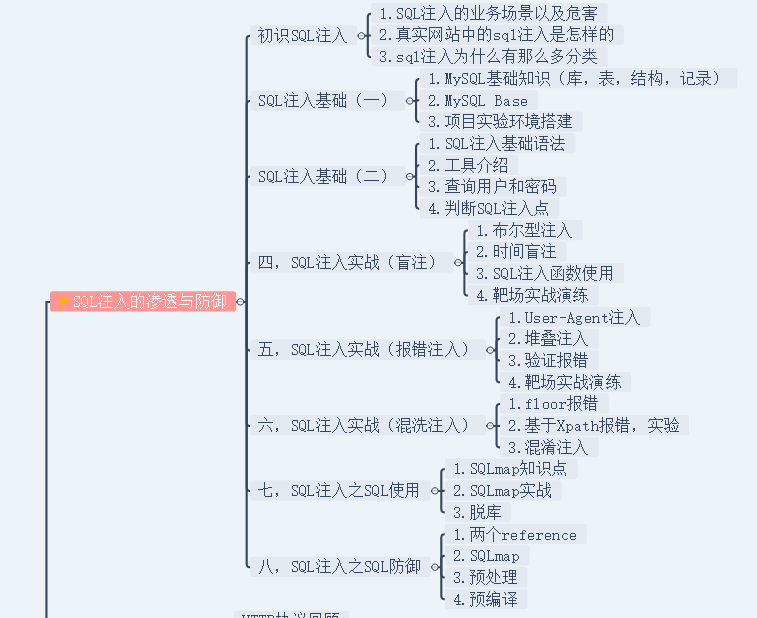 SQL注入的渗透与防御
初识SQL注入
1.SQL注入的业务场景以及危害
2.真实网站中的sql注入是怎样的
3.sql注入为什么有那么多分类
SQL注入基础（一）
1.MySQL基础知识（库，表，结构，记录）
2.MySQL Base
3.项目实验环境搭建
SQL注入基础（二）
1.SQL注入基础语法
2.工具介绍
3.查询用户和密码
4.判断SQL注入点
四，SQL注入实战（盲注）
1.布尔型注入
2.时间盲注
3.SQL注入函数使用
4.靶场实战演练
五，SQL注入实战（报错注入）
1.User-Agent注入
2.堆叠注入
3.验证报错
4.靶场实战演练
六，SQL注入实战（混洗注入）
1.floor报错
2.基于Xpath报错，实验
3.混淆注入
七，SQL注入之SQL使用
1.SQLmap知识点
2.SQLmap实战
3.脱库
八，SQL注入之SQL防御
1.两个reference
2.SQLmap
3.预处理
4.预编译
HTTP协议回顾